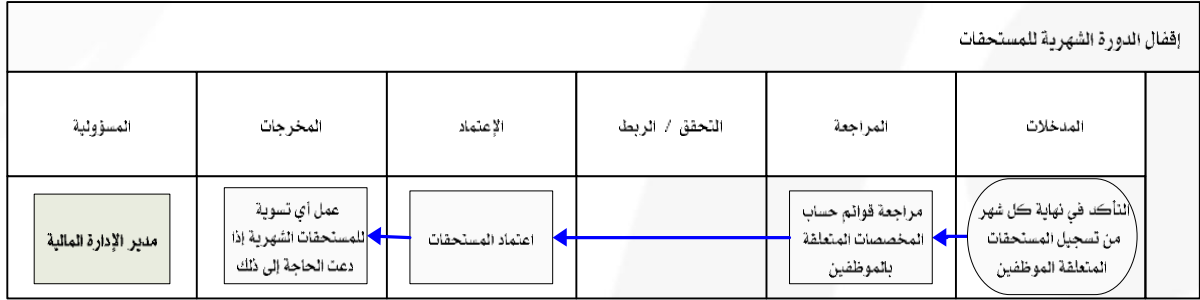 إقفال الدورة الشهرية للمستحقات
المدخلات
المراجعة
التحقق / الربط
الإعتماد
المخرجات
المسؤولية
التأكد في نهاية كل شهر
من تسجيل المستحقات
المتعلقة الموظفين
مراجعة قوائم حساب
المخصصات المتعلقة
بالموظفين
اعتماد المستحقات
عمل أي تسوية
للمستحقات الشهرية إذا
دعت الحاجة إلى ذلك
مدير الإدارة المالية